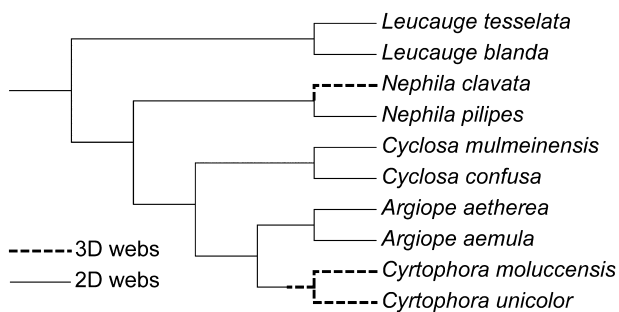 Leucauge tesselata
Leucauge blanda
Nephila clavata
Nephila pilipes
Cyclosa mulmeinensis
Cyclosa confusa
Argiope aetherea
Argiope aemula
Cyrtophora moluccensis
Cyrtophora unicolor
3D webs
2D webs